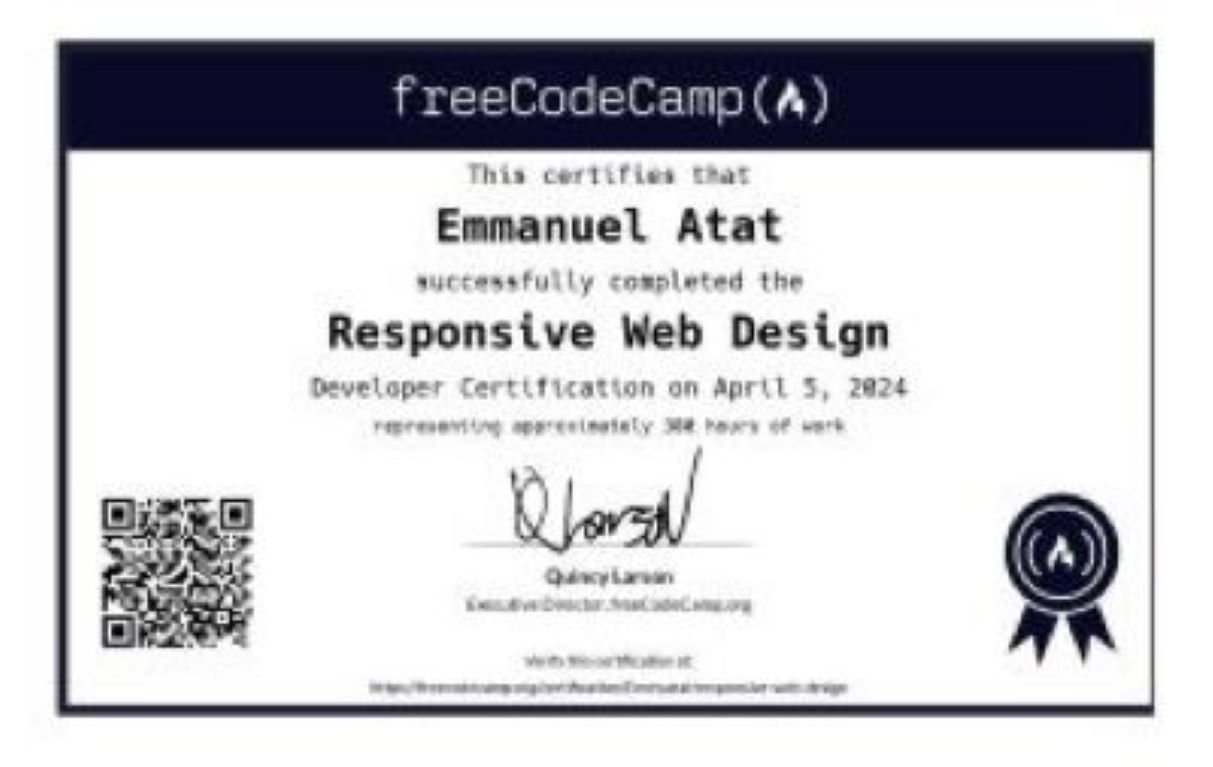 freeCodeCamp(🔥)
This certifies that
Emmanuel Atat
successfully completed the
Responsive Web Design
Developer Certification on April 5, 2024
representing approximately 300 hours of work
Quincy Larson
Executive Director, freeCodeCamp.org
Verify this certification at: